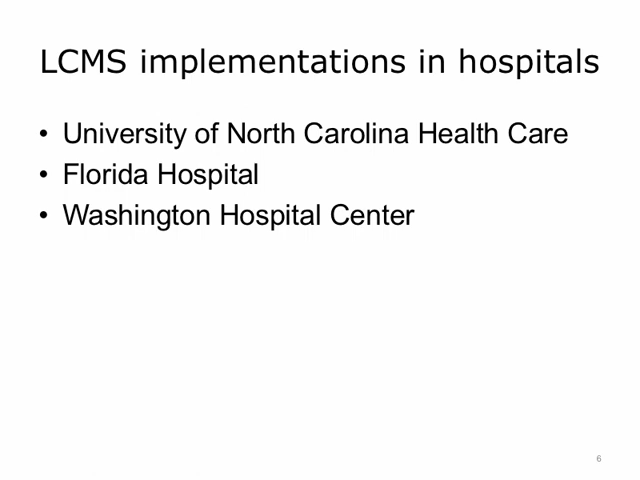 LCMS implementations in hospitals
• University of North Carolina Health Care
• Florida Hospital
• Washington Hospital Center
6